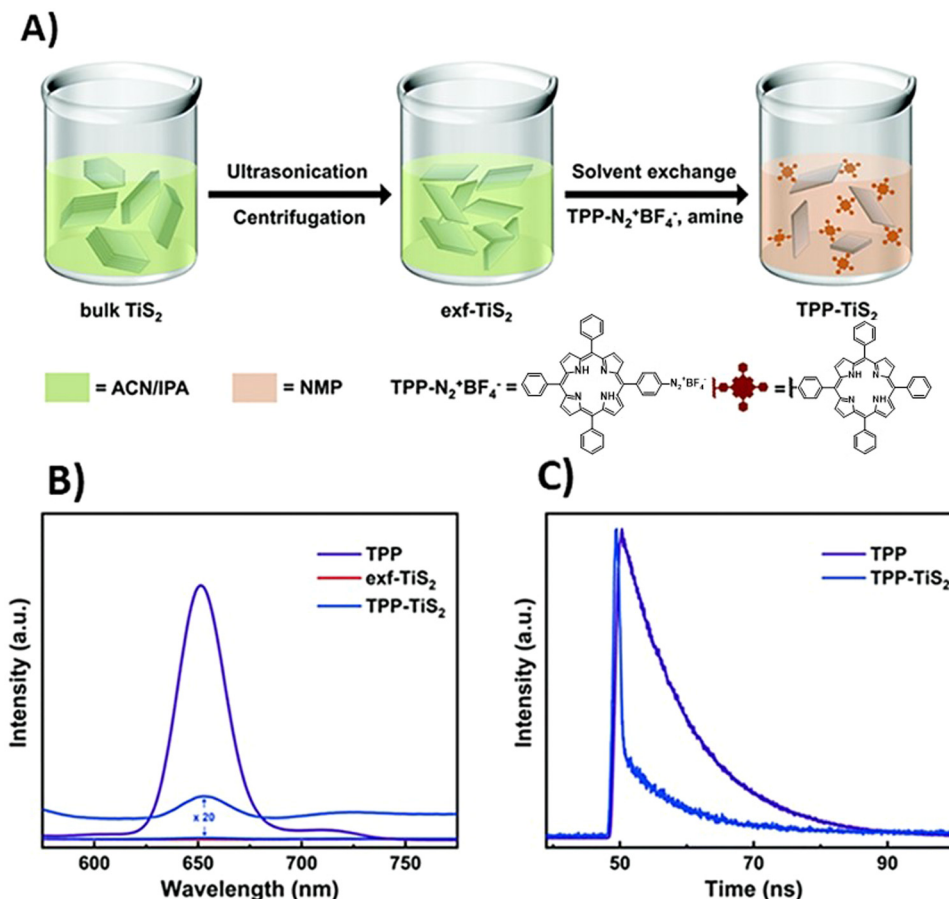 A)
Ultrasonication
Centrifugation
Solvent exchange
TPP-N₂⁺BF₄⁻, amine
bulk TiS₂
exf-TiS₂
TPP-TiS₂
= ACN/IPA
= NMP
TPP-N₂⁺BF₄⁻ =
NH
N
N
NH
N₂⁺BF₄⁻
=
NH
N
N
NH
B)
TPP
exf-TiS₂
TPP-TiS₂
x 20
Intensity (a.u.)
600
650
700
750
Wavelength (nm)
C)
TPP
TPP-TiS₂
Intensity (a.u.)
50
70
90
Time (ns)